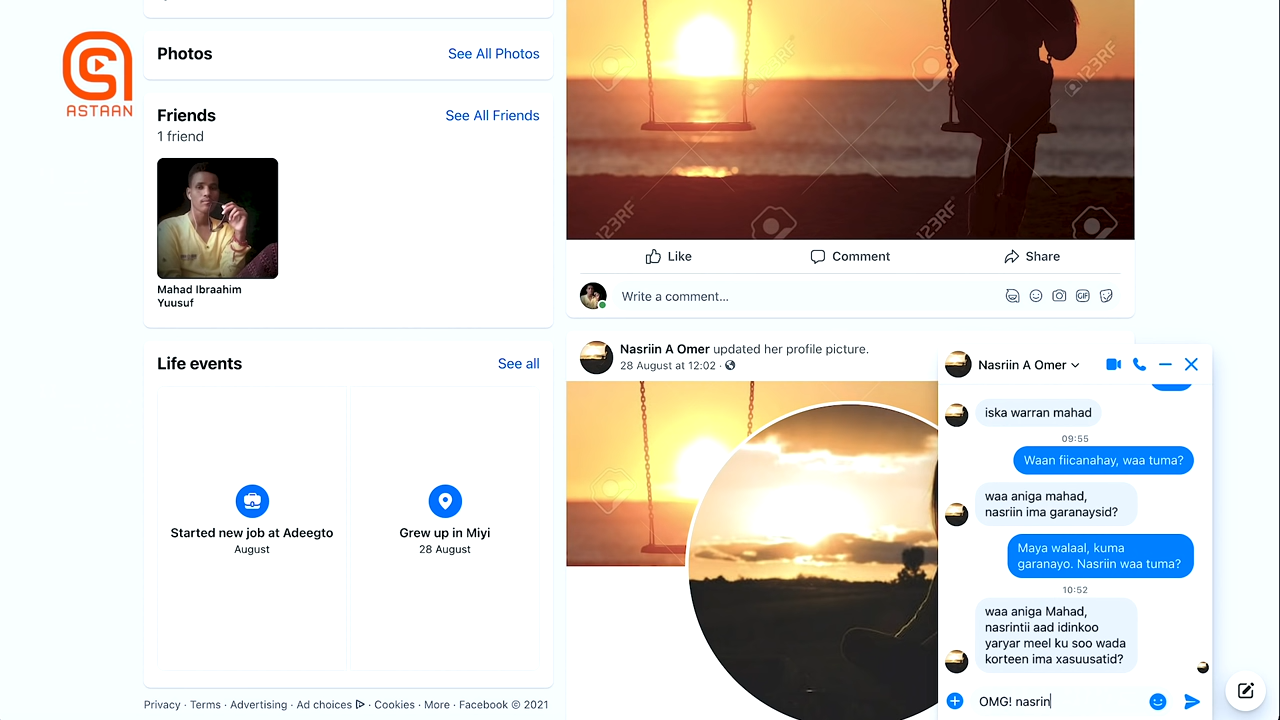 ASTAAN
Photos
See All Photos
Friends
See All Friends
1 friend
Mahad Ibraahim
Yuusuf
Life events
See all
Started new job at Adeegto
August
Grew up in Miyi
28 August
Privacy · Terms · Advertising · Ad choices · Cookies · More · Facebook © 2021
123RF
123RF
123RF
123RF
Like
Comment
Share
Write a comment...
GIF
Nasriin A Omer updated her profile picture.
28 August at 12:02 ·
Nasriin A Omer
iska warran mahad
09:55
Waan fiicanahay, waa tuma?
waa aniga mahad,
nasriin ima garanaysid?
Maya walaal, kuma
garanayo. Nasriin waa tuma?
10:52
waa aniga Mahad,
nasrintii aad idinkoo
yaryar meel ku soo wada
korteen ima xasuusatid?
OMG! nasrin